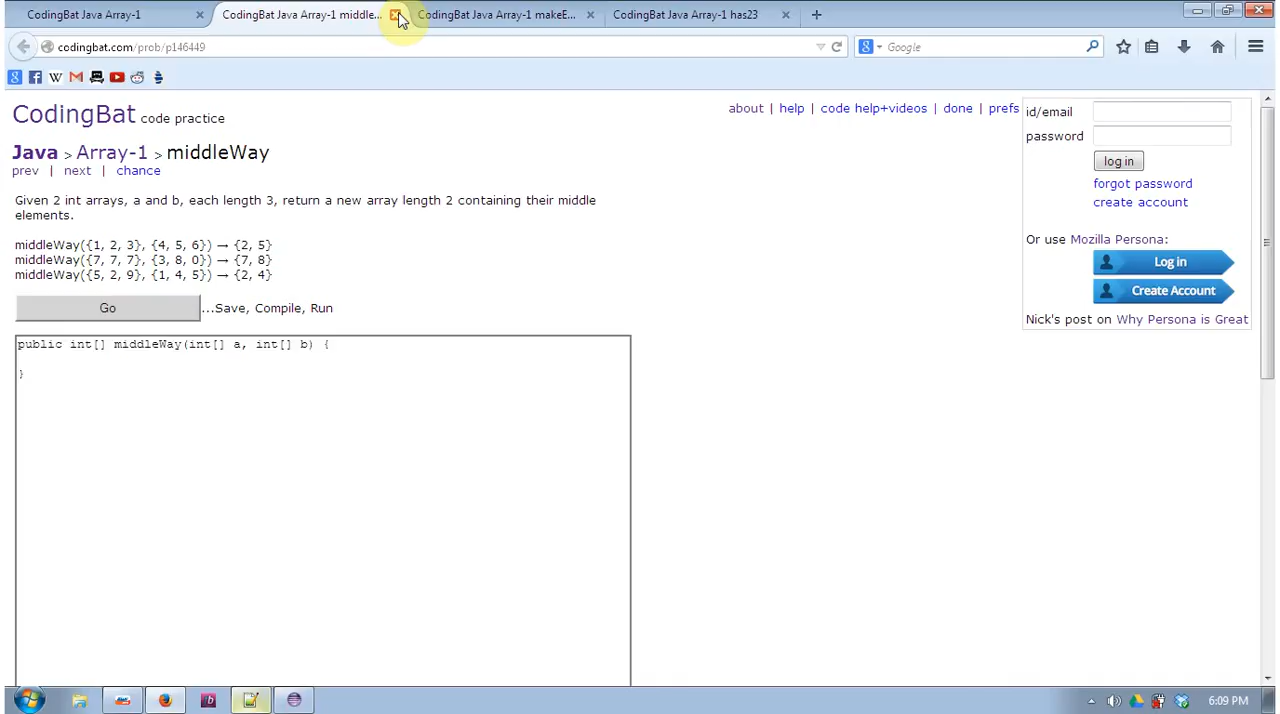 CodingBat Java Array-1
CodingBat Java Array-1 middle...
CodingBat Java Array-1 makeE...
CodingBat Java Array-1 has23
codingbat.com/prob/p146449
Google
CodingBat code practice
about | help | code help+videos | done | prefs
Java > Array-1 > middleWay
prev | next | chance
Given 2 int arrays, a and b, each length 3, return a new array length 2 containing their middle
elements.
middleWay({1, 2, 3}, {4, 5, 6}) → {2, 5}
middleWay({7, 7, 7}, {3, 8, 0}) → {7, 8}
middleWay({5, 2, 9}, {1, 4, 5}) → {2, 4}
Go ...Save, Compile, Run
public int[] middleWay(int[] a, int[] b) {
}
id/email
password
log in
forgot password
create account
Or use Mozilla Persona:
Log in
Create Account
Nick's post on Why Persona is Great
6:09 PM